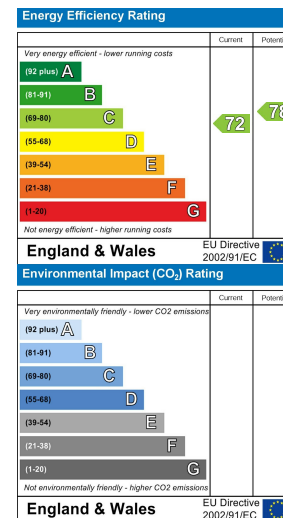 Energy Efficiency Rating
Current Potenti
Very energy efficient - lower running costs
(92 plus) A
(81-91) B
(69-80) C
(55-68) D
(39-54) E
(21-38) F
(1-20) G
72
78
Not energy efficient - higher running costs
England & Wales
EU Directive
2002/91/EC
Environmental Impact (CO₂) Rating
Current Potenti
Very environmentally friendly - lower CO2 emissions
(92 plus) A
(81-91) B
(69-80) C
(55-68) D
(39-54) E
(21-38) F
(1-20) G
Not environmentally friendly - higher CO2 emissions
England & Wales
EU Directive
2002/91/EC